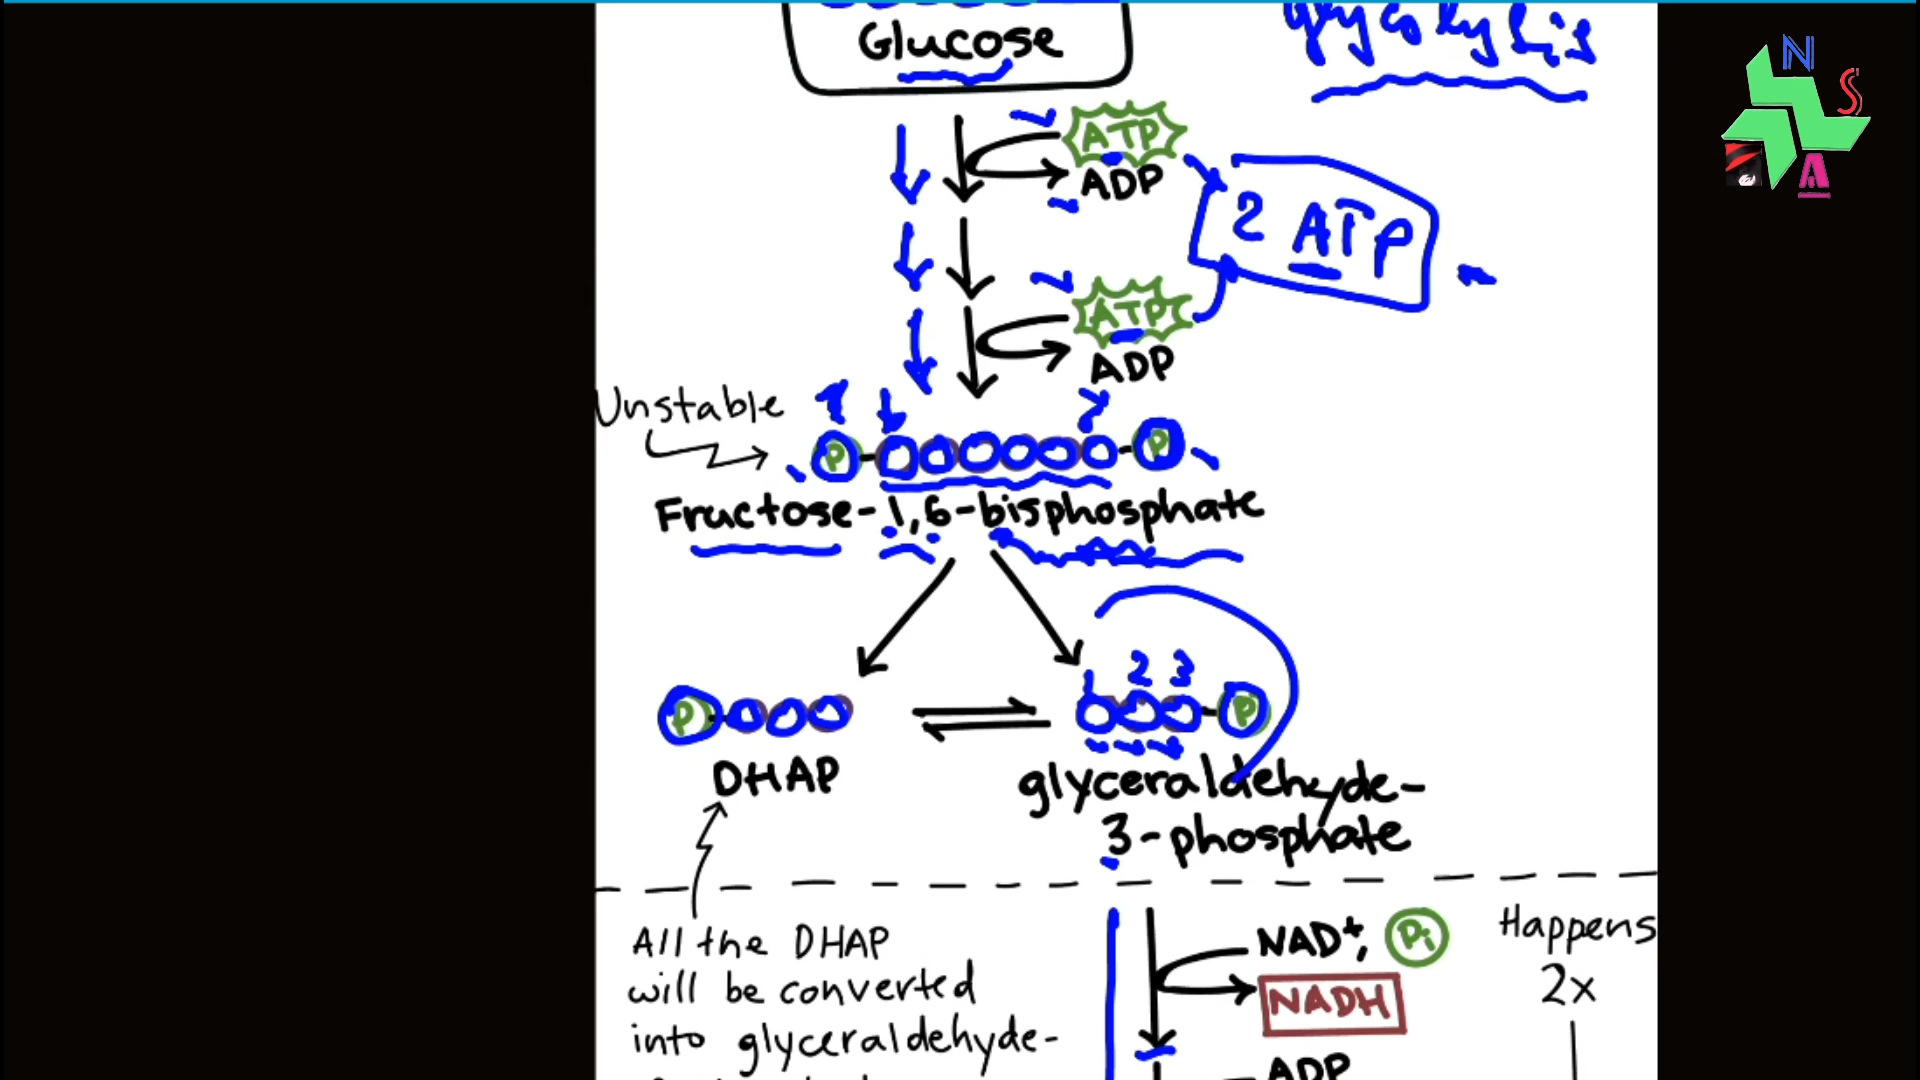 Glycolysis
Glucose
ATP
ADP
2 ATP
ATP
ADP
Unstable
P P
Fructose-1,6-bisphosphate
1 2 3
P P
DHAP
glyceraldehyde-
3-phosphate
All the DHAP
will be converted
into glyceraldehyde-
NAD+, Pi
NADH
ADP
Happens
2x
N
S
A